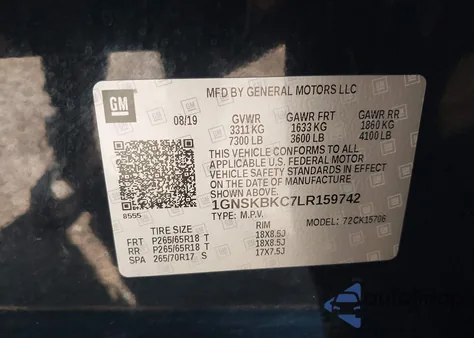 GM
MFD BY GENERAL MOTORS LLC
08/19 GVWR GAWR FRT GAWR RR
3311 KG 1633 KG 1860 KG
7300 LB 3600 LB 4100 LB
THIS VEHICLE CONFORMS TO ALL
APPLICABLE U.S. FEDERAL MOTOR
VEHICLE SAFETY STANDARDS IN EFFECT
ON THE DATE OF MANUFACTURE
SHOWN ABOVE.
1GNSKBKC7LR159742
8555
TYPE: M.P.V. MODEL: 72CK15706
TIRE SIZE RIM
FRT P265/65R18 T 18X8.5J
RR P265/65R18 T 18X8.5J
SPA 265/70R17 S 17X7.5J